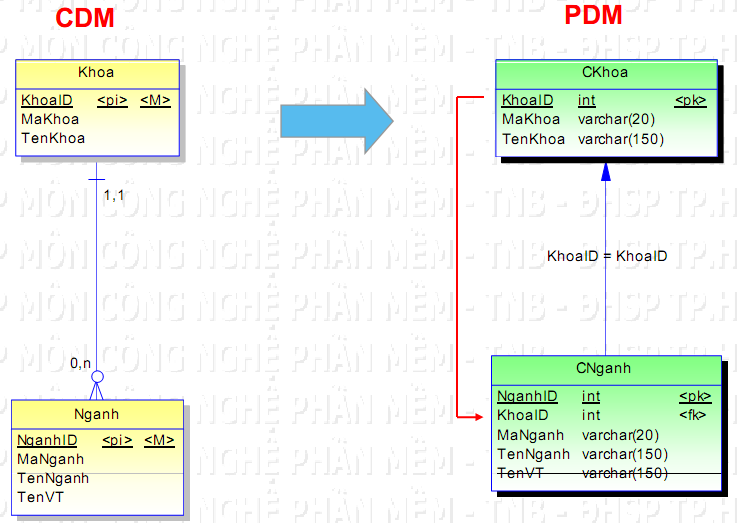 CDM
PDM
Khoa
KhoaID <pi> <M>
MaKhoa
TenKhoa
1,1
0,n
Nganh
NganhID <pi> <M>
MaNganh
TenNganh
TenVT
CKhoa
KhoaID int <pk>
MaKhoa varchar(20)
TenKhoa varchar(150)
KhoaID = KhoaID
CNganh
NganhID int <pk>
KhoaID int <fk>
MaNganh varchar(20)
TenNganh varchar(150)
TenVT varchar(150)